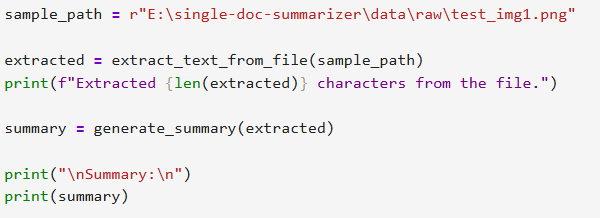 sample_path = r"E:\single-doc-summarizer\data\raw\test_img1.png"
extracted = extract_text_from_file(sample_path)
print(f"Extracted {len(extracted)} characters from the file.")
summary = generate_summary(extracted)
print("\nSummary:\n")
print(summary)